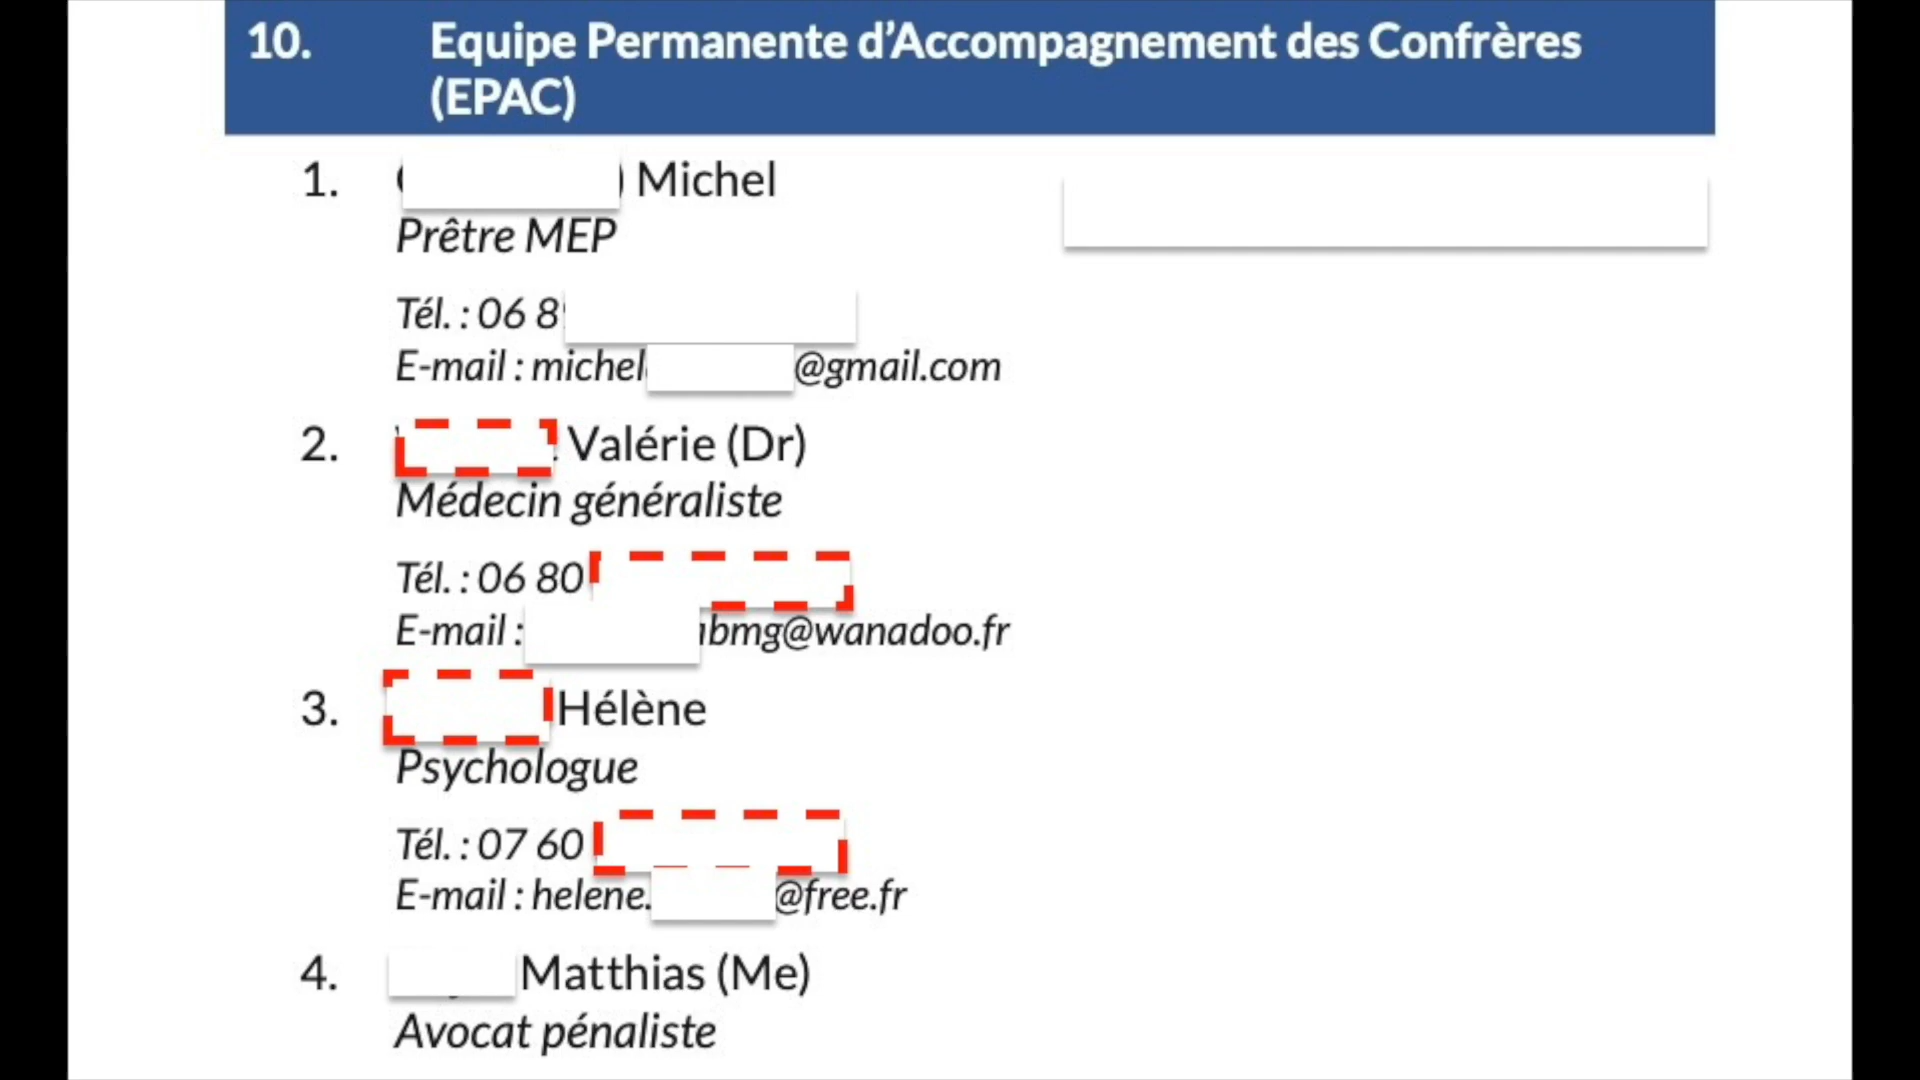 10. Equipe Permanente d'Accompagnement des Confrères
(EPAC)
1. Michel
Prêtre MEP
Tél. : 06 8
E-mail : michel @gmail.com
2. Valérie (Dr)
Médecin généraliste
Tél. : 06 80
E-mail : bmg@wanadoo.fr
3. Hélène
Psychologue
Tél. : 07 60
E-mail : helene. @free.fr
4. Matthias (Me)
Avocat pénaliste